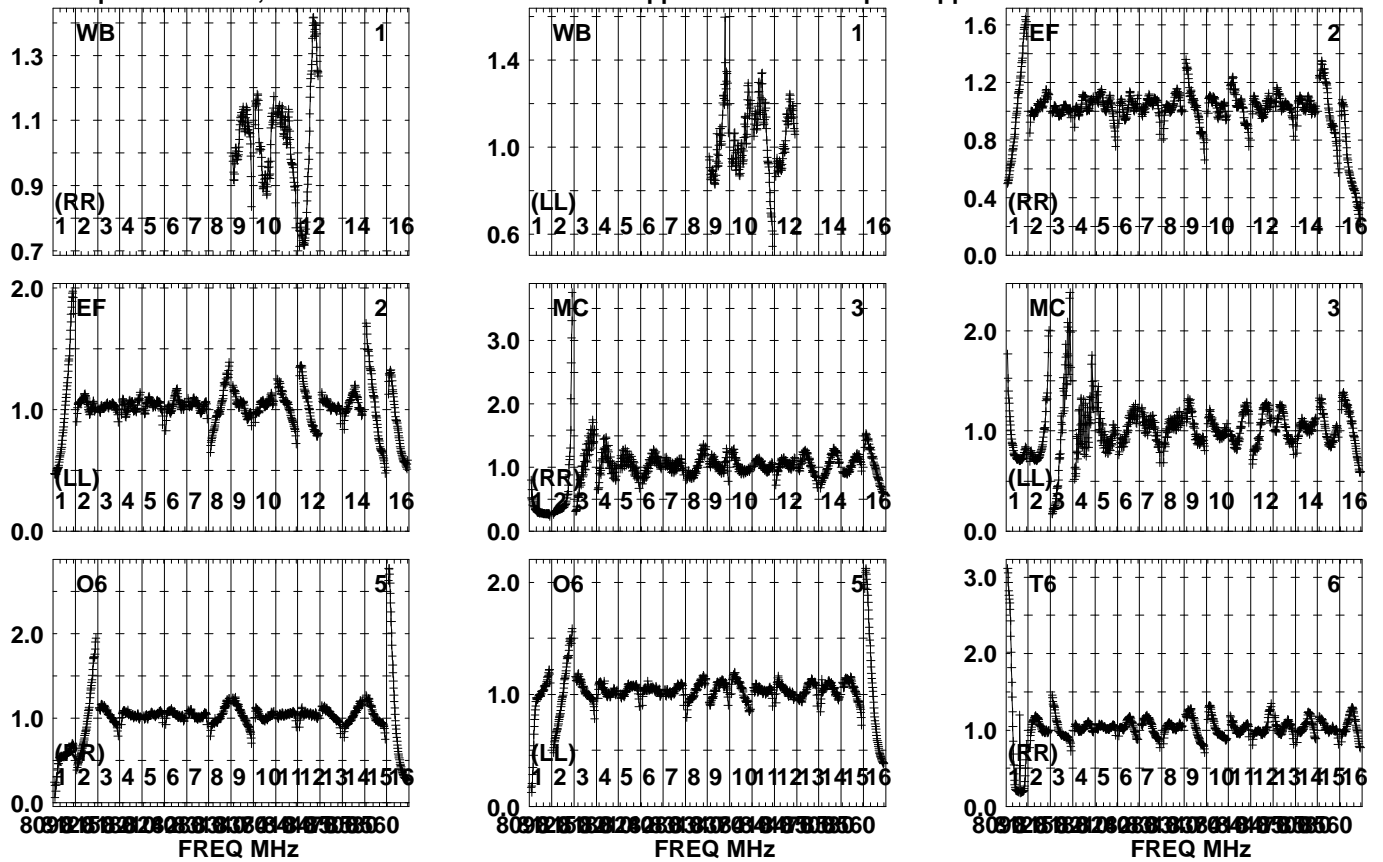 WB 1
1.3
1.1
0.9
0.7
(RR)
1 2 3 4 5 6 7 8 9 10 12 14 16
WB 1
1.4
1.0
0.6
(LL)
1 2 3 4 5 6 7 8 9 10 12 14 16
EF 2
1.6
1.2
0.8
0.4
0.0
(RR)
1 2 3 4 5 6 7 8 9 10 12 14 16
EF 2
2.0
1.0
0.0
(LL)
1 2 3 4 5 6 7 8 9 10 12 14 16
MC 3
3.0
2.0
1.0
0.0
(RR)
1 2 3 4 5 6 7 8 9 10 12 14 16
MC 3
2.0
1.0
0.0
(LL)
1 2 3 4 5 6 7 8 9 10 12 14 16
O6 5
2.0
1.0
0.0
(RR)
1 2 3 4 5 6 7 8 9 10 11 12 13 14 15 16
FREQ MHz
O6 5
2.0
1.0
0.0
(LL)
1 2 3 4 5 6 7 8 9 10 11 12 13 14 15 16
FREQ MHz
T6 6
3.0
2.0
1.0
0.0
(RR)
1 2 3 4 5 6 7 8 9 10 11 12 13 14 15 16
FREQ MHz